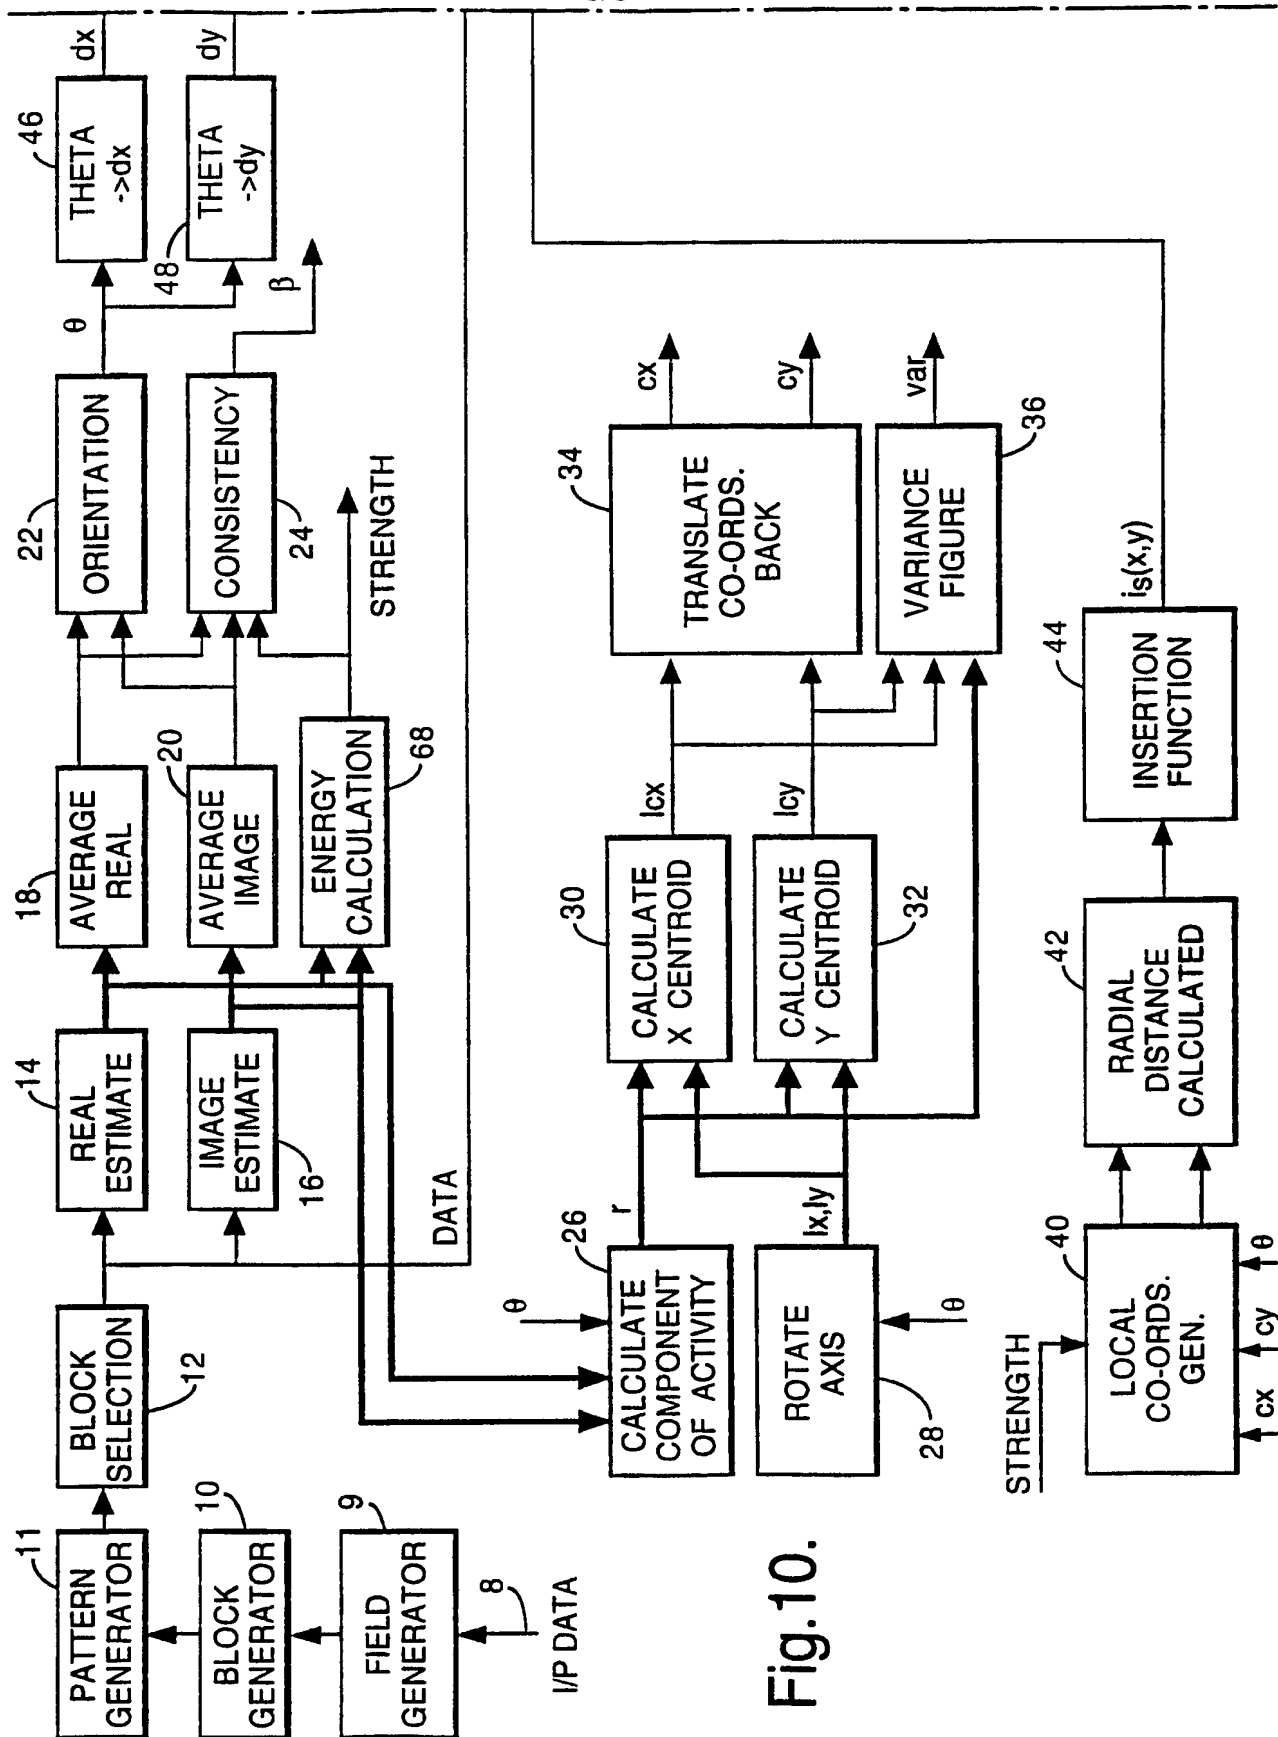 11
PATTERN
GENERATOR
10
BLOCK
GENERATOR
9
FIELD
GENERATOR
8
I/P DATA
BLOCK
SELECTION
12
14
REAL
ESTIMATE
IMAGE
ESTIMATE
16
DATA
18
AVERAGE
REAL
20
AVERAGE
IMAGE
ENERGY
CALCULATION
68
22
ORIENTATION
CONSISTENCY
24
STRENGTH
θ
46
THETA
->dx
dx
48
THETA
->dy
dy
β
θ
26
CALCULATE
COMPONENT
OF ACTIVITY
r
ROTATE
AXIS
28
θ
lx,ly
30
CALCULATE
X CENTROID
lcx
CALCULATE
Y CENTROID
32
lcy
34
TRANSLATE
CO-ORDS.
BACK
cx
cy
VARIANCE
FIGURE
36
var
STRENGTH
40
LOCAL
CO-ORDS.
GEN.
cx
cy
θ
42
RADIAL
DISTANCE
CALCULATED
44
INSERTION
FUNCTION
is(x,y)
Fig.10.